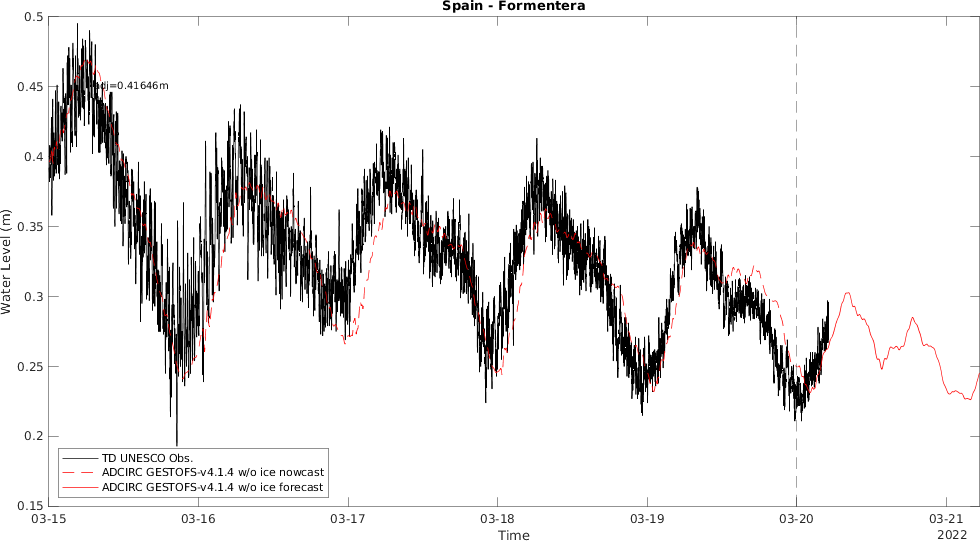 Spain - Formentera
0.5
0.45
0.4
0.35
0.3
0.25
0.2
0.15
Water Level (m)
adj=0.41646m
TD UNESCO Obs.
ADCIRC GESTOFS-v4.1.4 w/o ice nowcast
ADCIRC GESTOFS-v4.1.4 w/o ice forecast
03-15
03-16
03-17
03-18
03-19
03-20
03-21
2022
Time